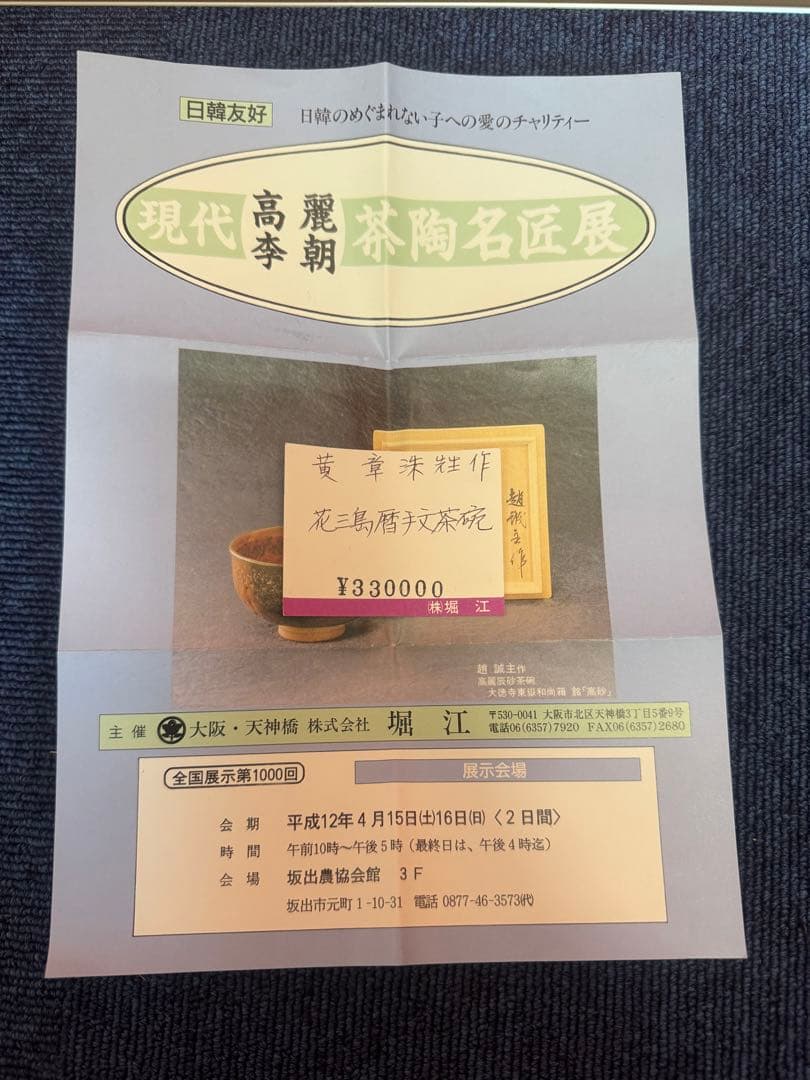 日韓友好
日韓のめぐまれない子への愛のチャリティー
現代高麗李朝茶陶名匠展
黄章洙 作
花三島暦手文茶碗
¥330000
㈱堀江
趙誠主作
趙 誠主作
高麗辰砂茶碗
大徳寺東嶽和尚箱 銘「高砂」
主催 大阪・天神橋 株式会社 堀江
〒530-0041 大阪市北区天神橋3丁目5番9号
電話06(6357)7920 FAX06(6357)2680
全国展示第1000回
展示会場
会期 平成12年4月15日㈯16日㈰〈2日間〉
時間 午前10時〜午後5時(最終日は、午後4時迄)
会場 坂出農協会館 3F
坂出市元町1-10-31 電話 0877-46-3573㈹